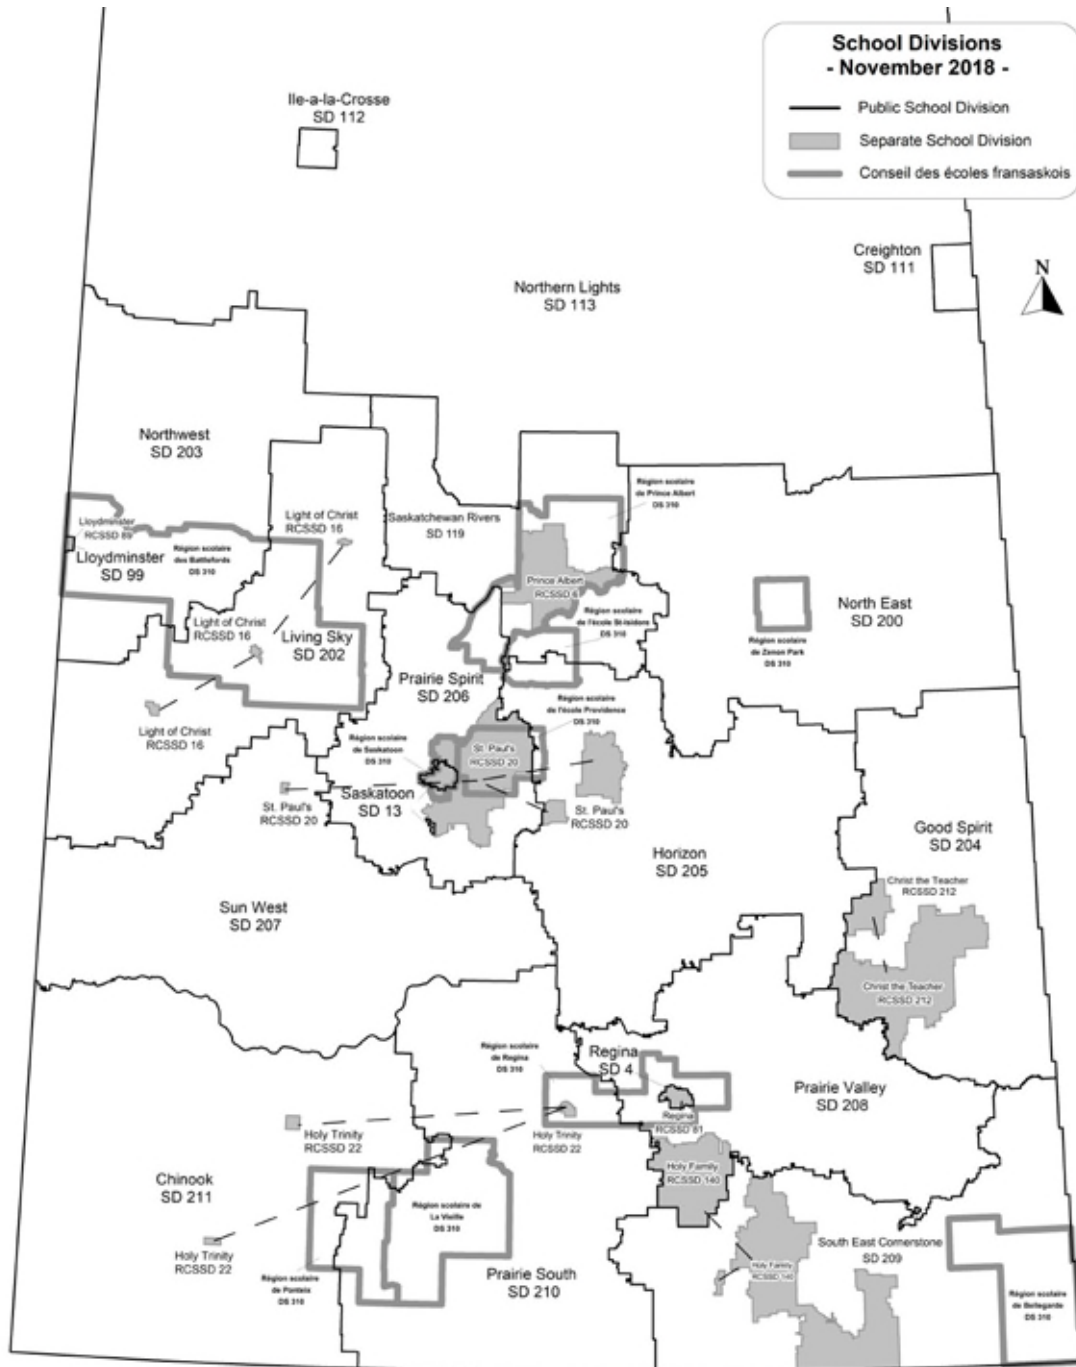 School Divisions
- November 2018 -
Public School Division
Separate School Division
Conseil des écoles fransaskois
Ile-a-la-Crosse
SD 112
Creighton
SD 111
N
Northern Lights
SD 113
Northwest
SD 203
Région scolaire
de Prince Albert
DS 310
Light of Christ
RCSSD 16
Saskatchewan Rivers
SD 119
Lloydminster
RCSSD 89
Lloydminster
SD 99
Région scolaire
des Battlefords
DS 310
Prince Albert
RCSSD 6
North East
SD 200
Région scolaire
de l'école St-Isidore
DS 310
Light of Christ
RCSSD 16
Living Sky
SD 202
Région scolaire
de Zenon Park
DS 310
Prairie Spirit
SD 206
Région scolaire
de l'école Providence
DS 310
Light of Christ
RCSSD 16
Région scolaire
de Saskatoon
DS 310
St. Paul's
RCSSD 20
Saskatoon
SD 13
St. Paul's
RCSSD 20
St. Paul's
RCSSD 20
Good Spirit
SD 204
Horizon
SD 205
Christ the Teacher
RCSSD 212
Sun West
SD 207
Christ the Teacher
RCSSD 212
Région scolaire
de Regina
DS 310
Regina
SD 4
Prairie Valley
SD 208
Regina
RCSSD 81
Holy Trinity
RCSSD 22
Holy Trinity
RCSSD 22
Holy Family
RCSSD 140
Chinook
SD 211
Région scolaire de
La Vieille
DS 310
South East Cornerstone
SD 209
Holy Trinity
RCSSD 22
Holy Family
RCSSD 140
Région scolaire
de Ponteix
DS 310
Prairie South
SD 210
Région scolaire
de Bellegarde
DS 310